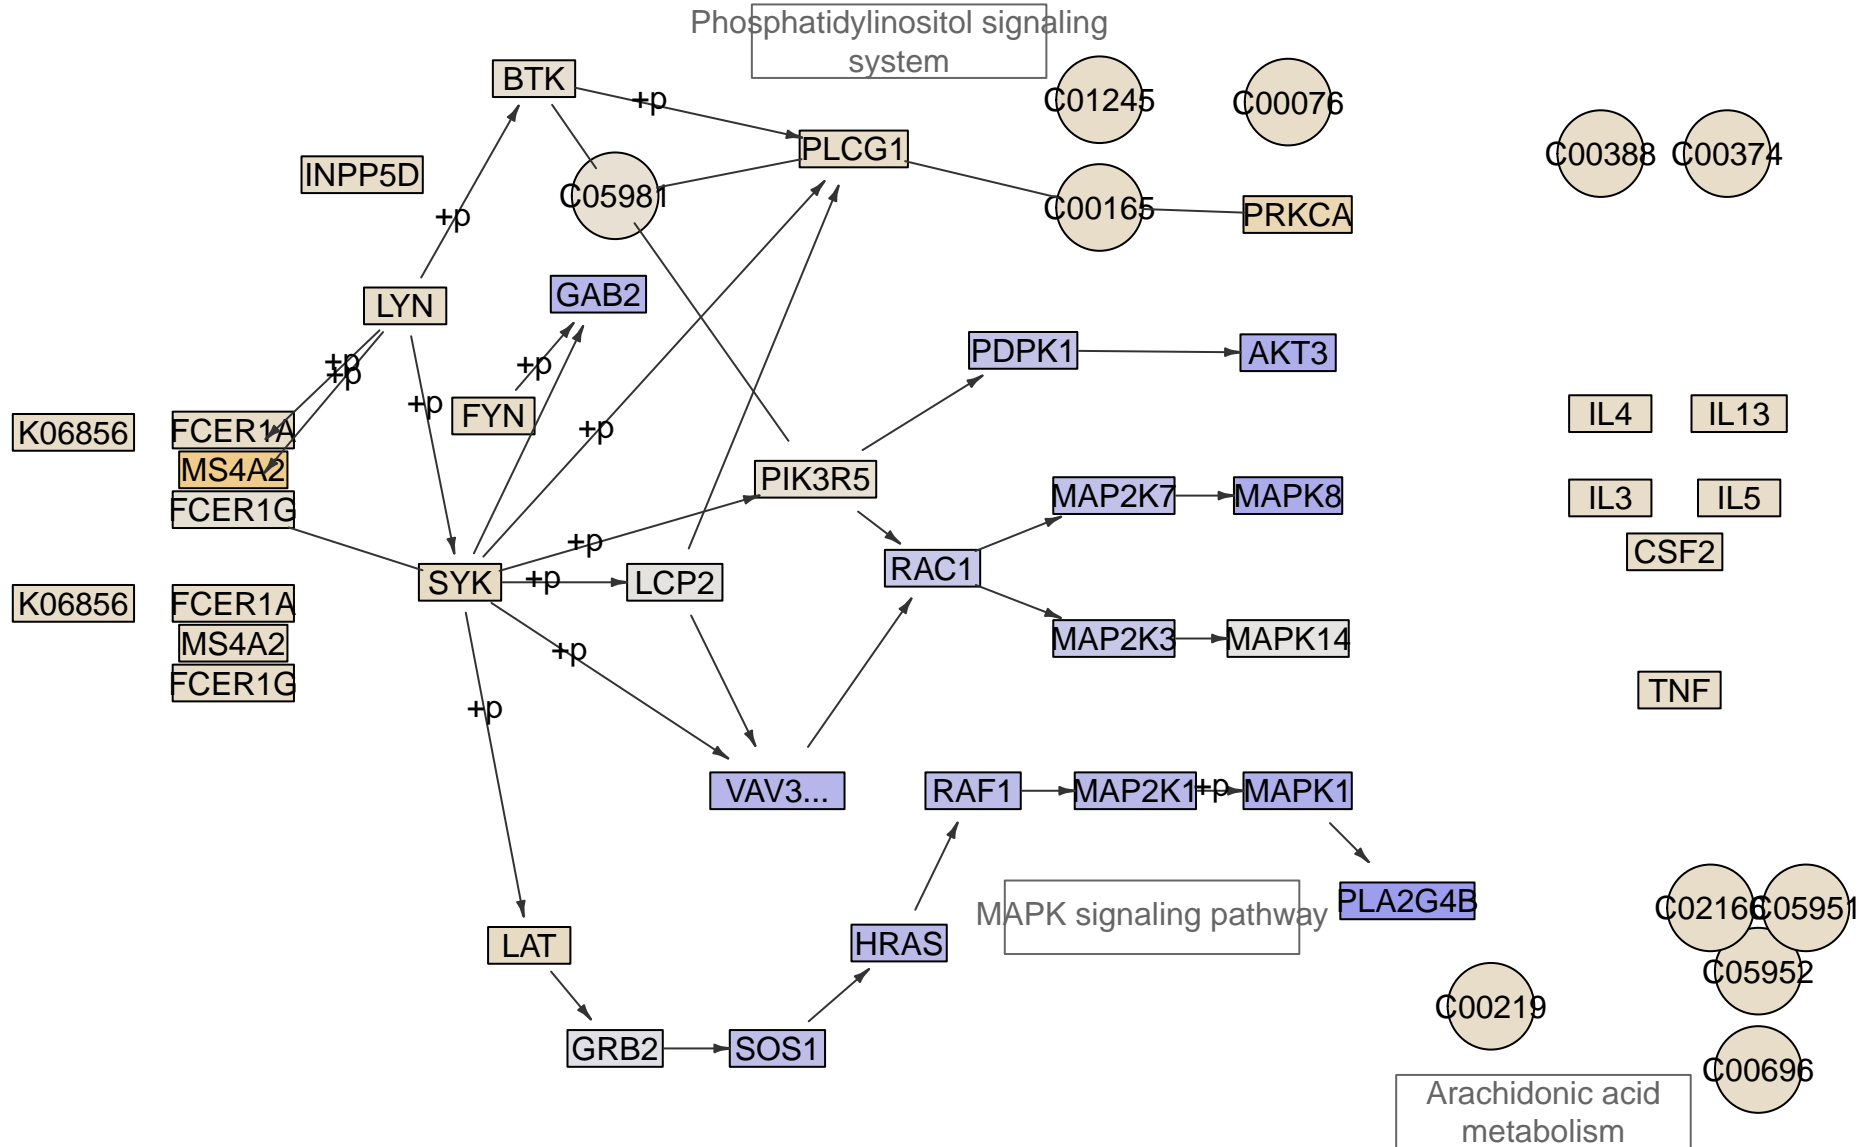 Phosphatidylinositol signaling
system
BTK
+p
C01245
C00076
PLCG1
C00388
C00374
INPP5D
C05981
+p
C00165
PRKCA
LYN
GAB2
PDPK1
AKT3
+p
+p
+p
+p
FYN
IL4
IL13
K06856
FCER1A
+p
MS4A2
PIK3R5
FCER1G
MAP2K7
MAPK8
IL3
IL5
+p
CSF2
SYK
+p
LCP2
RAC1
K06856
FCER1A
MS4A2
+p
MAP2K3
MAPK14
FCER1G
TNF
+p
VAV3...
RAF1
MAP2K1
+p
MAPK1
PLA2G4B
MAPK signaling pathway
C02166
C05951
LAT
HRAS
C05952
C00219
GRB2
SOS1
C00696
Arachidonic acid
metabolism